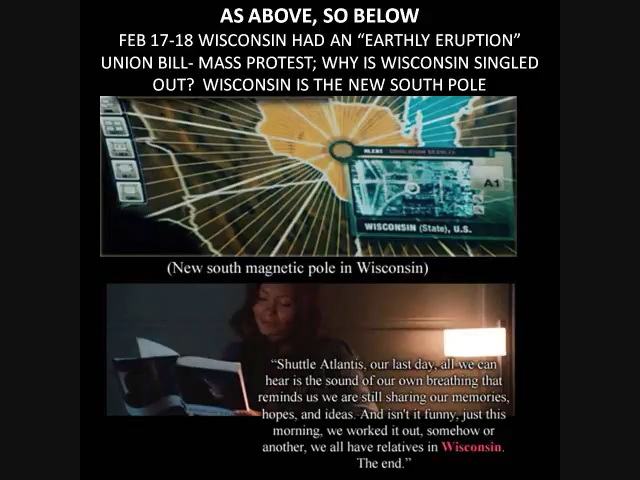 AS ABOVE, SO BELOW
FEB 17-18 WISCONSIN HAD AN “EARTHLY ERUPTION”
UNION BILL- MASS PROTEST; WHY IS WISCONSIN SINGLED
OUT? WISCONSIN IS THE NEW SOUTH POLE
A1
WISCONSIN (State), U.S.
(New south magnetic pole in Wisconsin)
“Shuttle Atlantis, our last day, all we can
hear is the sound of our own breathing that
reminds us we are still sharing our memories,
hopes, and ideas. And isn't it funny, just this
morning, we worked it out, somehow or
another, we all have relatives in Wisconsin.
The end.”